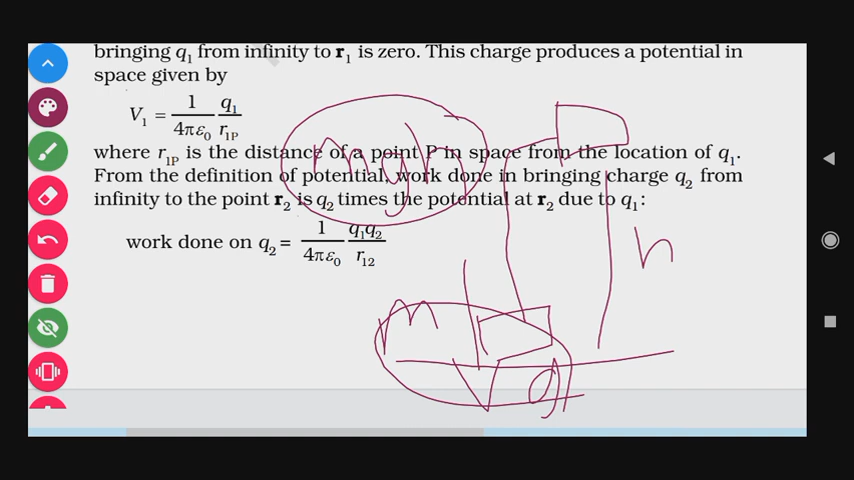 bringing q₁ from infinity to r₁ is zero. This charge produces a potential in
space given by
V₁ = 1/4πε₀ q₁/r₁P
where r₁P is the distance of a point P in space from the location of q₁.
From the definition of potential, work done in bringing charge q₂ from
infinity to the point r₂ is q₂ times the potential at r₂ due to q₁:
work done on q₂ = 1/4πε₀ q₁q₂/r₁₂
mgh
h
m
g